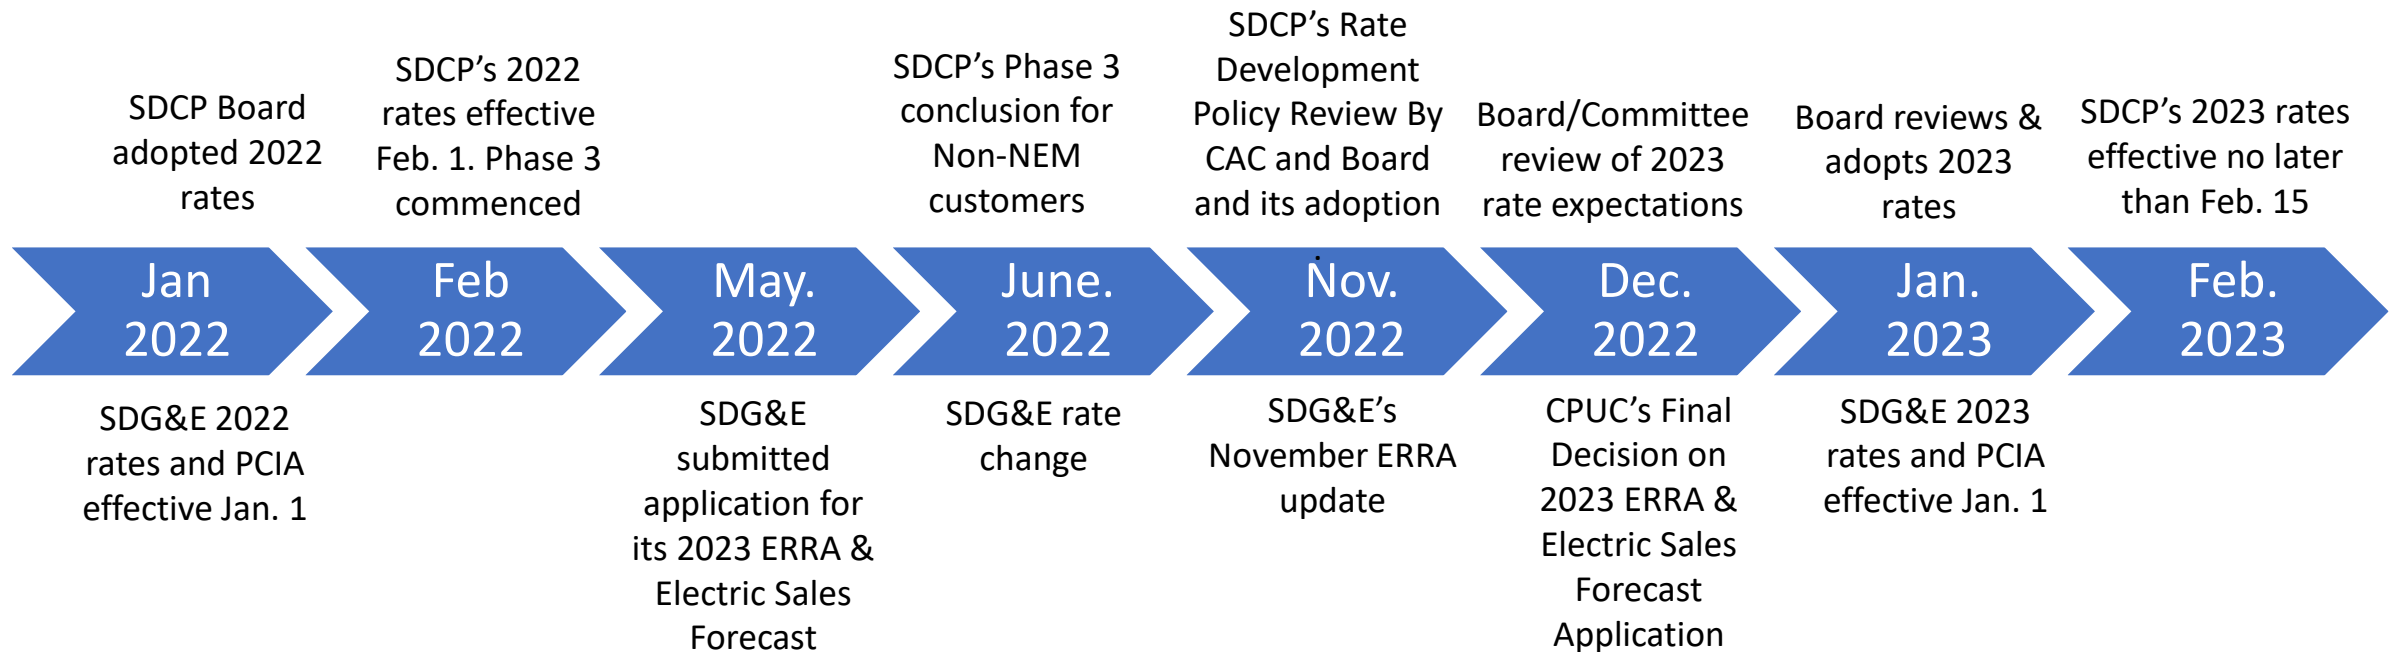 SDCP Board
adopted 2022
rates
SDCP's 2022
rates effective
Feb. 1. Phase 3
commenced
SDCP's Phase 3
conclusion for
Non-NEM
customers
SDCP's Rate
Development
Policy Review By
CAC and Board
and its adoption
.
Board/Committee
review of 2023
rate expectations
Board reviews &
adopts 2023
rates
SDCP's 2023 rates
effective no later
than Feb. 15
Jan
2022
Feb
2022
May.
2022
June.
2022
Nov.
2022
Dec.
2022
Jan.
2023
Feb.
2023
SDG&E 2022
rates and PCIA
effective Jan. 1
SDG&E
submitted
application for
its 2023 ERRA &
Electric Sales
Forecast
SDG&E rate
change
SDG&E's
November ERRA
update
CPUC's Final
Decision on
2023 ERRA &
Electric Sales
Forecast
Application
SDG&E 2023
rates and PCIA
effective Jan. 1